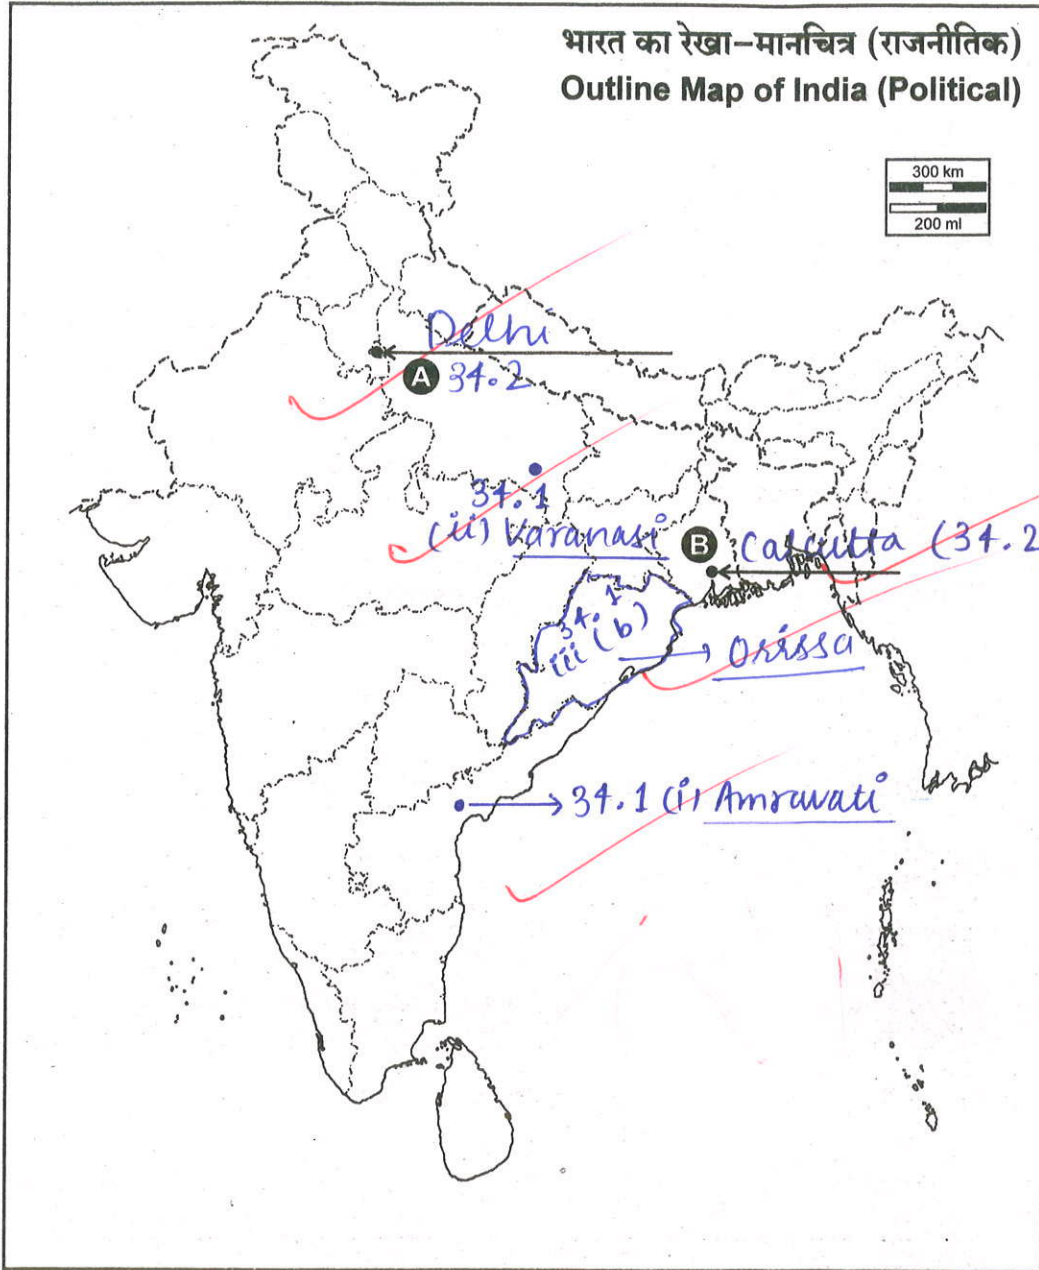 भारत का रेखा-मानचित्र (राजनीतिक)
Outline Map of India (Political)
300 km
200 ml
Delhi
A 34.2
34.1
(ii) Varanasi
B Calcutta (34.2
34.1
iii (b) → Orissa
→ 34.1 (i) Amravati